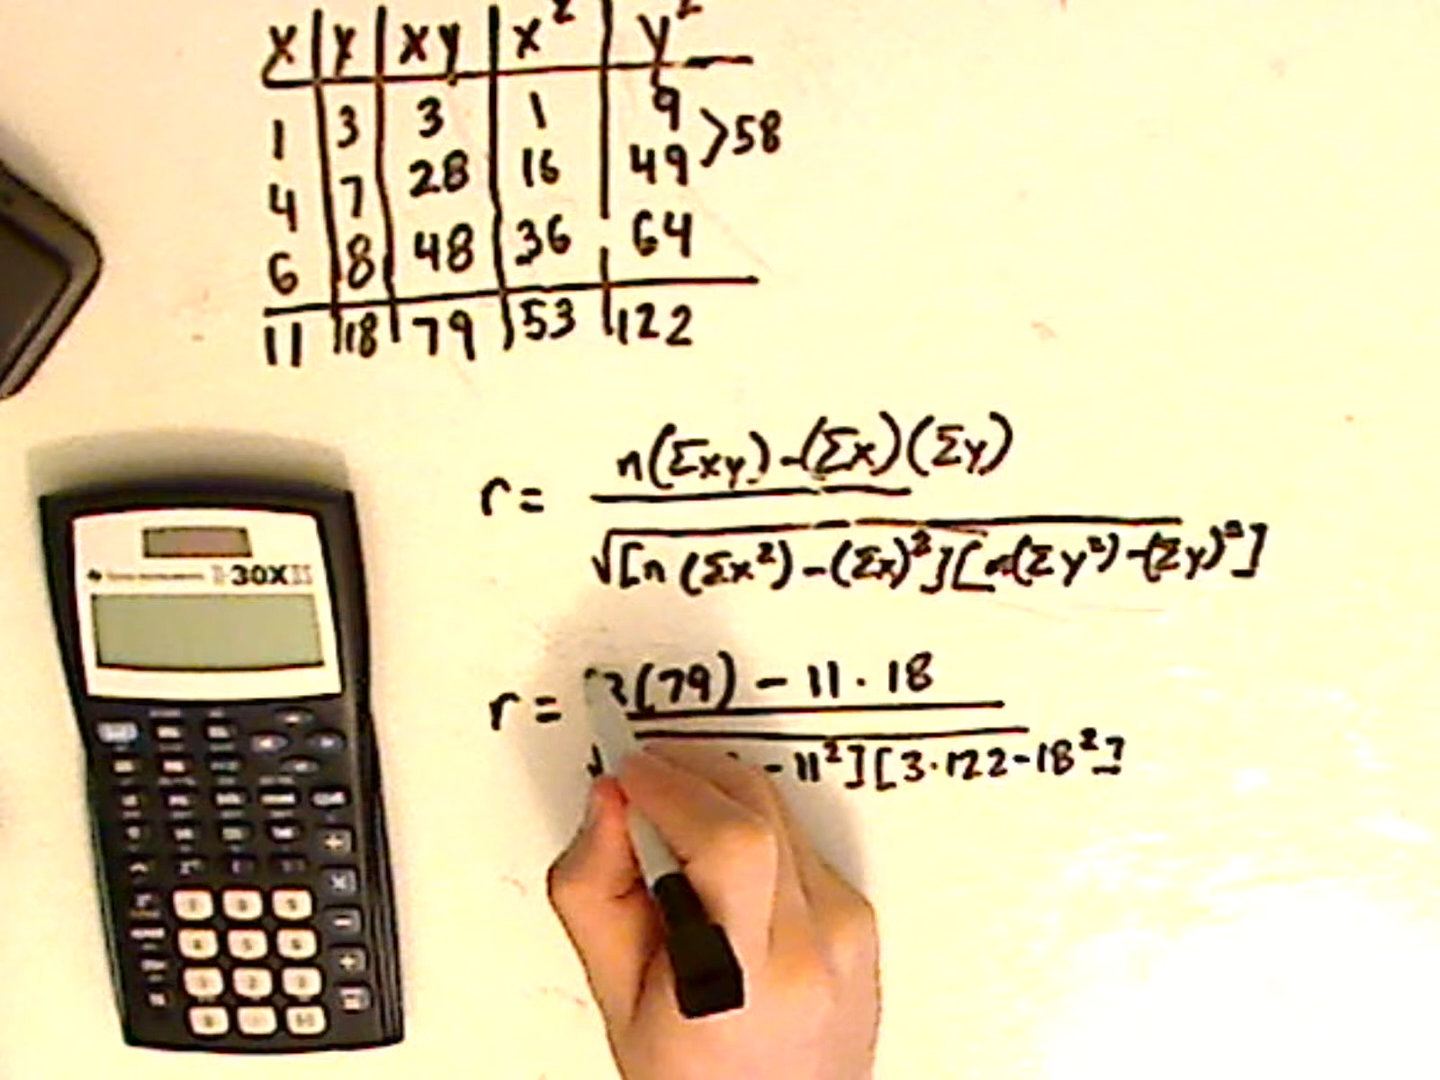 x y xy x² y²
1 3 3 1 9
>58
4 7 28 16 49
6 8 48 36 64
11 18 79 53 122
r = n(Σxy)-(Σx)(Σy)
√[n(Σx²)-(Σx)²][n(Σy²)-(Σy)²]
30X
r = 3(79) - 11 · 18
- 11²][3·122-18²]